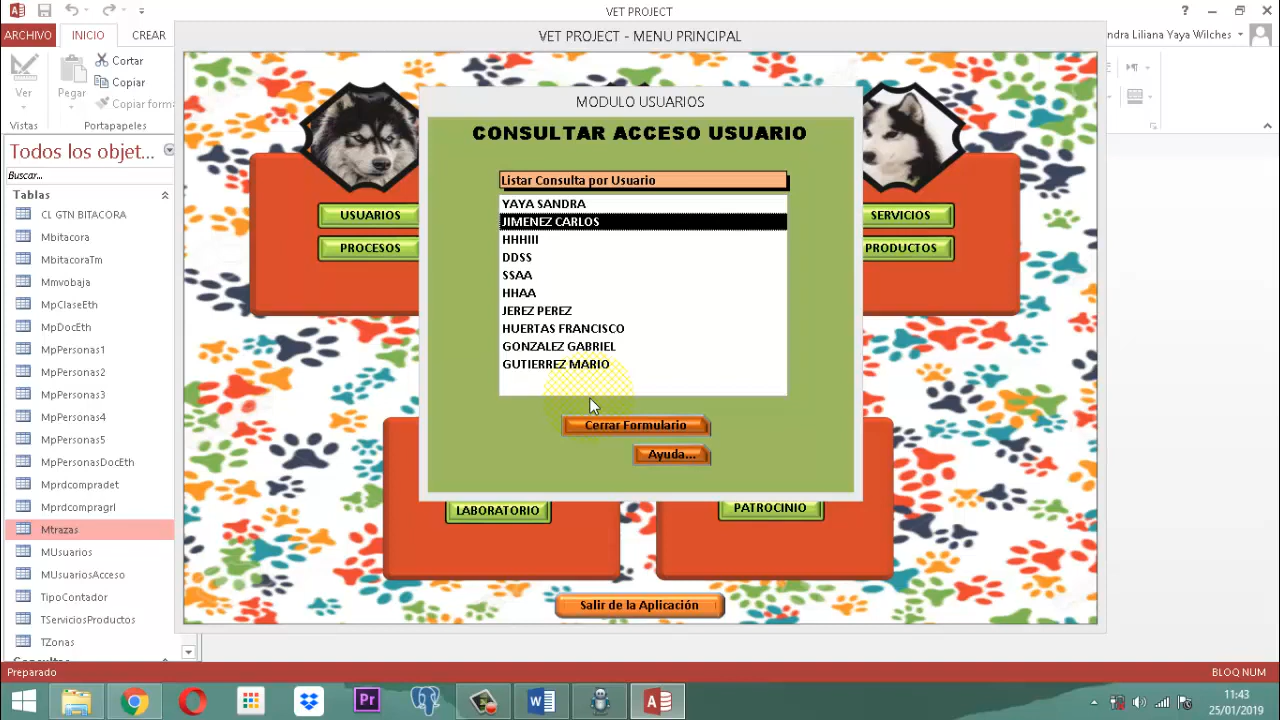 VET PROJECT
ARCHIVO
INICIO
CREAR
ndra Liliana Yaya Wilches
Ver
Pegar
Cortar
Copiar
Copiar forma
Vistas
Portapapeles
Todos los objet...
Buscar...
Tablas
CL GTN BITACORA
Mbitacora
MbitacoraTm
Mmvobaja
MpClaseEth
MpDocEth
MpPersonas1
MpPersonas2
MpPersonas3
MpPersonas4
MpPersonas5
MpPersonasDocEth
Mprdcompradet
Mprdcompragrl
Mtrazas
MUsuarios
MUsuariosAcceso
TipoContador
TServiciosProductos
TZonas
VET PROJECT - MENU PRINCIPAL
USUARIOS
PROCESOS
SERVICIOS
PRODUCTOS
LABORATORIO
PATROCINIO
Salir de la Aplicación
MODULO USUARIOS
CONSULTAR ACCESO USUARIO
Listar Consulta por Usuario
YAYA SANDRA
JIMENEZ CARLOS
HHHIII
DDSS
SSAA
HHAA
JEREZ PEREZ
HUERTAS FRANCISCO
GONZALEZ GABRIEL
GUTIERREZ MARIO
Cerrar Formulario
Ayuda...
Preparado
BLOQ NUM
Pr
11:43
25/01/2019